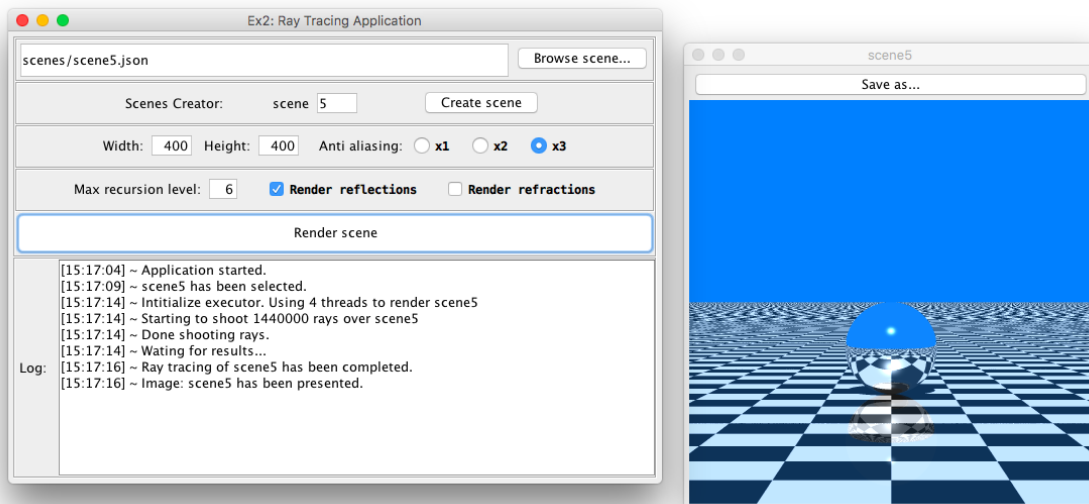 Ex2: Ray Tracing Application
scenes/scene5.json Browse scene...
Scenes Creator: scene 5 Create scene
Width: 400 Height: 400 Anti aliasing: x1 x2 x3
Max recursion level: 6 Render reflections Render refractions
Render scene
Log:
[15:17:04] ~ Application started.
[15:17:09] ~ scene5 has been selected.
[15:17:14] ~ Intitialize executor. Using 4 threads to render scene5
[15:17:14] ~ Starting to shoot 1440000 rays over scene5
[15:17:14] ~ Done shooting rays.
[15:17:14] ~ Wating for results...
[15:17:16] ~ Ray tracing of scene5 has been completed.
[15:17:16] ~ Image: scene5 has been presented.
scene5
Save as...